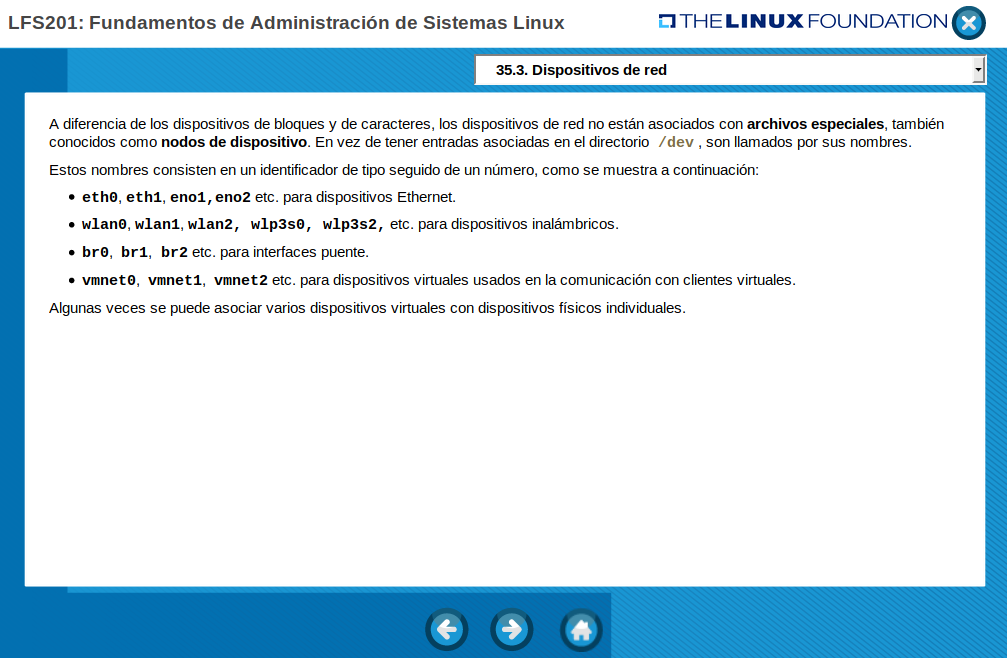 LFS201: Fundamentos de Administración de Sistemas Linux
THE LINUX FOUNDATION
35.3. Dispositivos de red
A diferencia de los dispositivos de bloques y de caracteres, los dispositivos de red no están asociados con archivos especiales, también
conocidos como nodos de dispositivo. En vez de tener entradas asociadas en el directorio /dev , son llamados por sus nombres.
Estos nombres consisten en un identificador de tipo seguido de un número, como se muestra a continuación:
• eth0, eth1, eno1,eno2 etc. para dispositivos Ethernet.
• wlan0, wlan1, wlan2, wlp3s0, wlp3s2, etc. para dispositivos inalámbricos.
• br0, br1, br2 etc. para interfaces puente.
• vmnet0, vmnet1, vmnet2 etc. para dispositivos virtuales usados en la comunicación con clientes virtuales.
Algunas veces se puede asociar varios dispositivos virtuales con dispositivos físicos individuales.